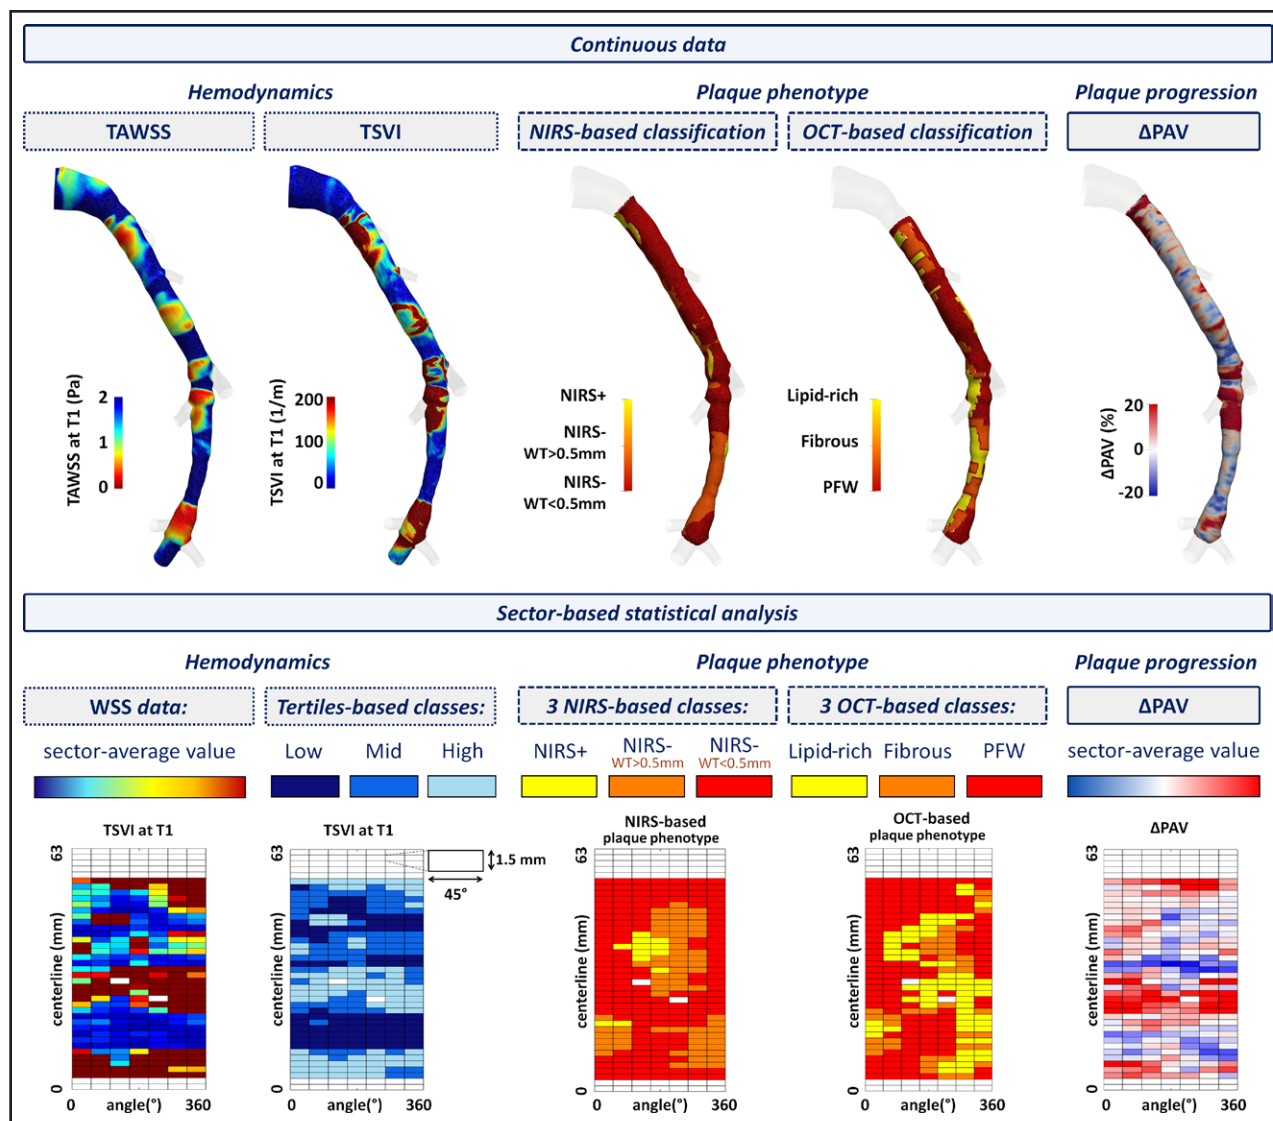 Continuous data
Hemodynamics
Plaque phenotype
Plaque progression
TAWSS
TSVI
NIRS-based classification
OCT-based classification
ΔPAV
TAWSS at T1 (Pa)
2
1
0
TSVI at T1 (1/m)
200
100
0
NIRS+
NIRS-
WT>0.5mm
NIRS-
WT<0.5mm
Lipid-rich
Fibrous
PFW
ΔPAV (%)
20
0
-20
Sector-based statistical analysis
Hemodynamics
Plaque phenotype
Plaque progression
WSS data:
Tertiles-based classes:
3 NIRS-based classes:
3 OCT-based classes:
ΔPAV
sector-average value
Low
Mid
High
NIRS+
NIRS-
WT>0.5mm
NIRS-
WT<0.5mm
Lipid-rich
Fibrous
PFW
sector-average value
TSVI at T1
63
centerline (mm)
0
0
angle(°)
360
TSVI at T1
63
centerline (mm)
0
0
angle(°)
360
1.5 mm
45°
NIRS-based
plaque phenotype
63
centerline (mm)
0
0
angle(°)
360
OCT-based
plaque phenotype
63
centerline (mm)
0
0
angle(°)
360
ΔPAV
63
centerline (mm)
0
0
angle(°)
360